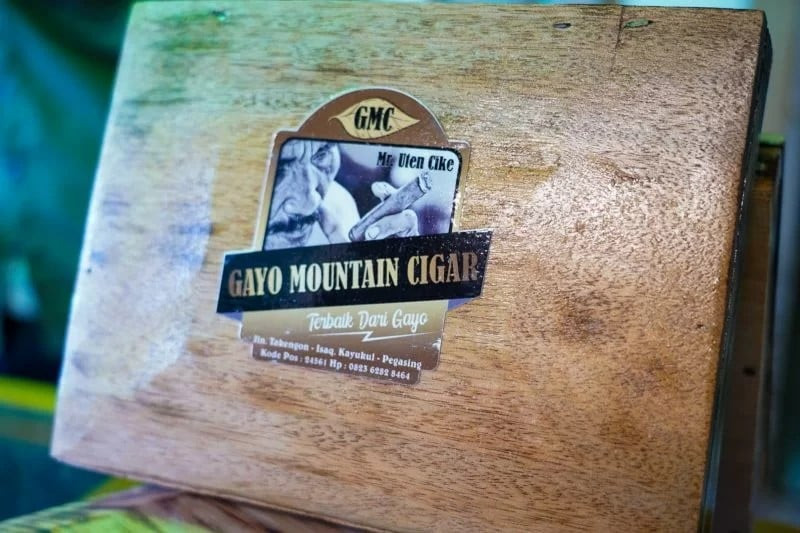 GMC
Mr. Uten Cike
GAYO MOUNTAIN CIGAR
Terbaik Dari Gayo
Jln. Takengon - Isaq. Kayukul - Pegasing
Kode Pos : 24561 Hp : 0823 6282 8464